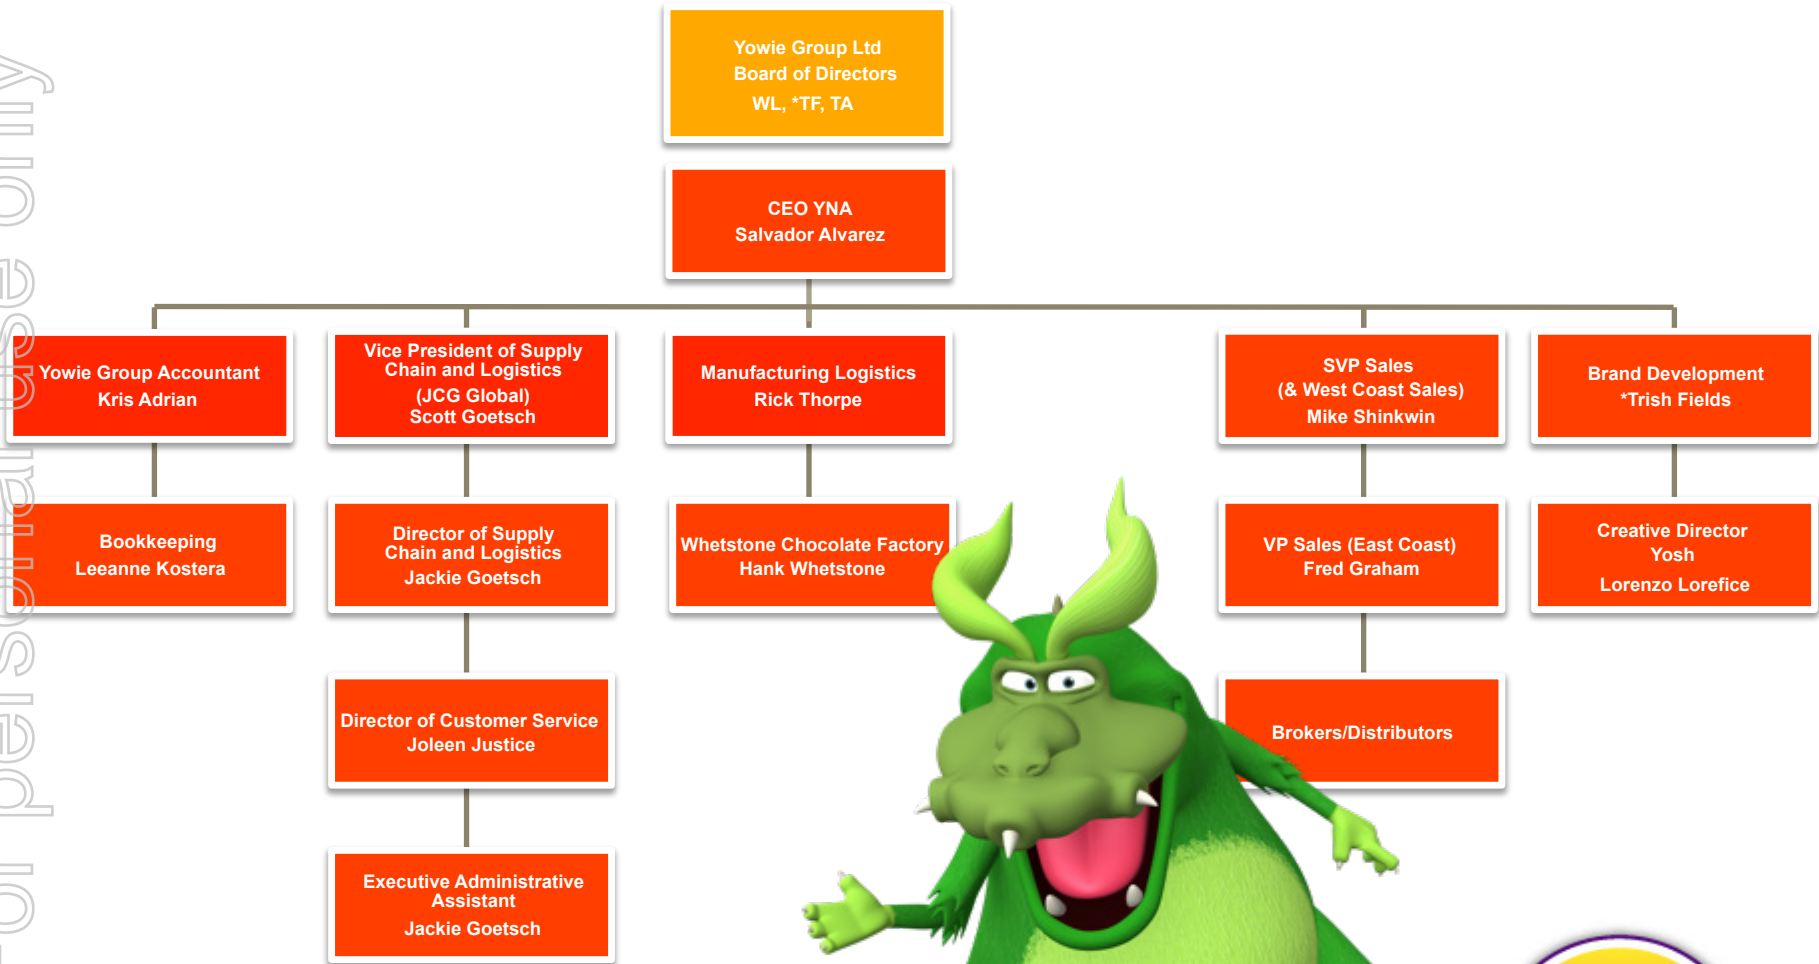 For personal use only
Yowie Group Ltd
Board of Directors
WL, *TF, TA
CEO YNA
Salvador Alvarez
Yowie Group Accountant
Kris Adrian
Vice President of Supply
Chain and Logistics
(JCG Global)
Scott Goetsch
Manufacturing Logistics
Rick Thorpe
SVP Sales
(& West Coast Sales)
Mike Shinkwin
Brand Development
*Trish Fields
Bookkeeping
Leeanne Kostera
Director of Supply
Chain and Logistics
Jackie Goetsch
Whetstone Chocolate Factory
Hank Whetstone
VP Sales (East Coast)
Fred Graham
Creative Director
Yosh
Lorenzo Lorefice
Director of Customer Service
Joleen Justice
Brokers/Distributors
Executive Administrative
Assistant
Jackie Goetsch